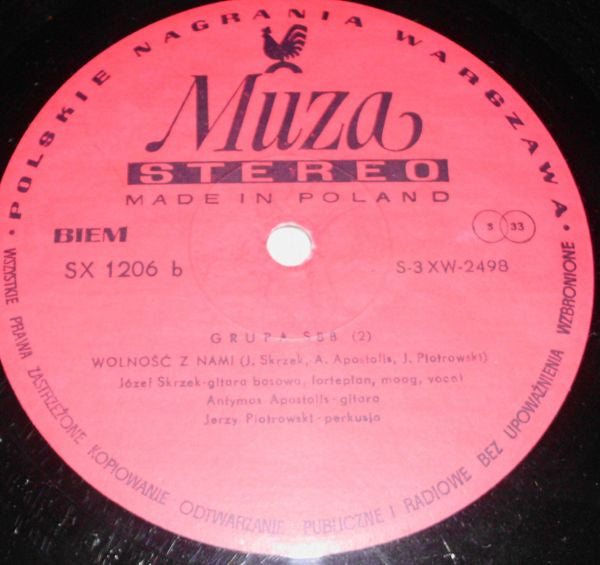 • POLSKIE NAGRANIA WARSZAWA •
Muza
STEREO
MADE IN POLAND
BIEM
S 33
SX 1206 b
S-3 XW-2498
GRUPA SBB (2)
WOLNOŚĆ Z NAMI (J. Skrzek, A. Apostolis, J. Piotrowski)
Józef Skrzek-gitara basowa, fortepian, moog, vocal
Antymos Apostolis-gitara
Jerzy Piotrowski-perkusja
WSZYSTKIE PRAWA ZASTRZEŻONE KOPIOWANIE ODTWARZANIE PUBLICZNE I RADIOWE BEZ UPOWAŻNIENIA WZBRONIONE